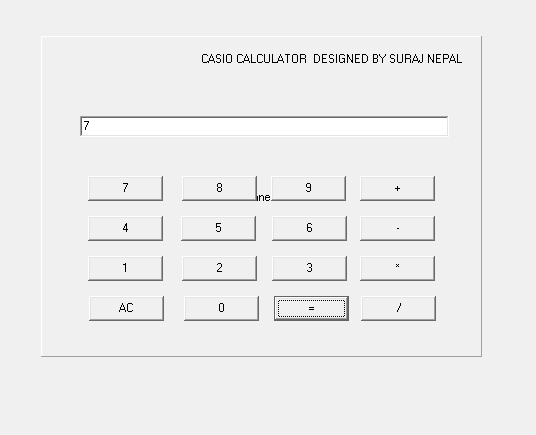 CASIO CALCULATOR DESIGNED BY SURAJ NEPAL
7
7 8 9 +
4 5 6 -
1 2 3 *
AC 0 = /